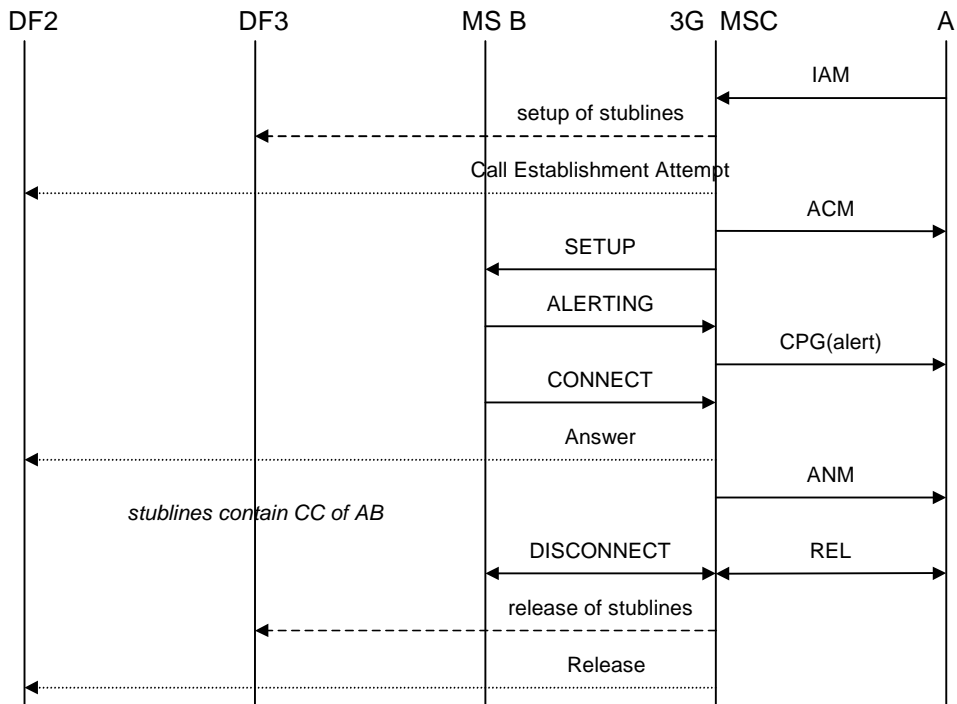 DF2 DF3 MS B 3G MSC A
IAM
setup of stublines
Call Establishment Attempt
ACM
SETUP
ALERTING
CPG(alert)
CONNECT
Answer
ANM
stublines contain CC of AB
DISCONNECT REL
release of stublines
Release